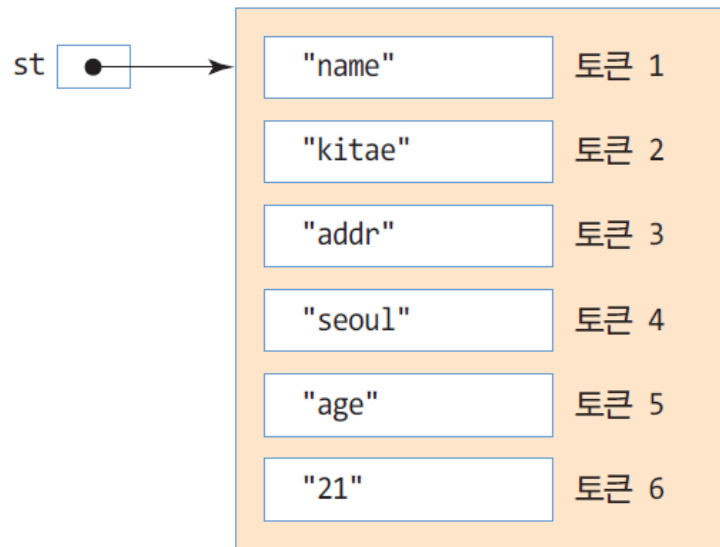 st "name" 토큰 1
"kitae" 토큰 2
"addr" 토큰 3
"seoul" 토큰 4
"age" 토큰 5
"21" 토큰 6